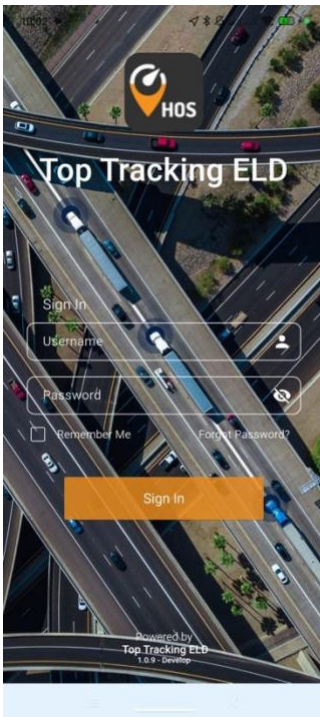 HOS
Top Tracking ELD
Sign In
Username
Password
Remember Me Forgot Password?
Sign In
Powered by
Top Tracking ELD
1.0.9 - Develop